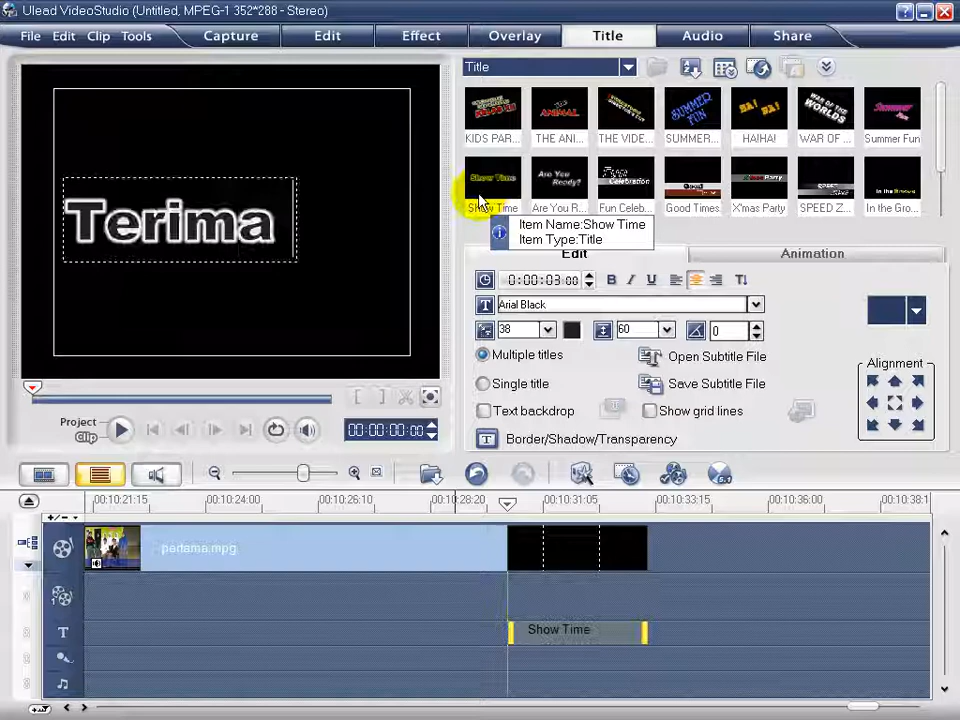 Ulead VideoStudio (Untitled, MPEG-1 352*288 - Stereo)
File Edit Clip Tools Capture Edit Effect Overlay Title Audio Share
Title
KIDS PAR... THE ANI... THE VIDE... SUMMER... HA!HA! WAR OF ... Summer Fun
Show Time Are You R... Fun Celeb... Good Times X'mas Party SPEED Z... In the Gro...
Item Name:Show Time
Item Type:Title
Edit Animation
0:00:03:00 B I U
Arial Black
38 60 0
Multiple titles Open Subtitle File Alignment
Single title Save Subtitle File
Text backdrop Show grid lines
Border/Shadow/Transparency
Terima
Project
Clip
00:00:00:00
00:10:21:15 00:10:24:00 00:10:26:10 00:10:28:20 00:10:31:05 00:10:33:15 00:10:36:00 00:10:38:1
pertama.mpg
Show Time